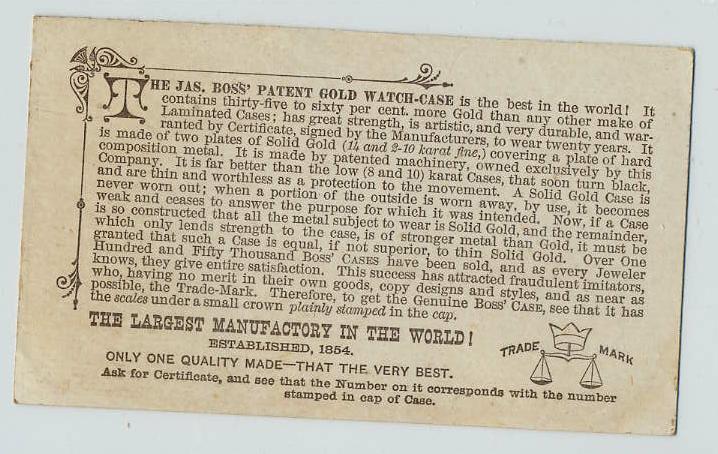 THE JAS. BOSS' PATENT GOLD WATCH-CASE is the best in the world! It
contains thirty-five to sixty per cent. more Gold than any other make of
Laminated Cases; has great strength, is artistic, and very durable, and war-
ranted by Certificate, signed by the Manufacturers, to wear twenty years. It
is made of two plates of Solid Gold (14 and 2-10 karat fine,) covering a plate of hard
composition metal. It is made by patented machinery, owned exclusively by this
Company. It is far better than the low (8 and 10) karat Cases, that soon turn black,
and are thin and worthless as a protection to the movement. A Solid Gold Case is
never worn out; when a portion of the outside is worn away, by use, it becomes
weak and ceases to answer the purpose for which it was intended. Now, if a Case
is so constructed that all the metal subject to wear is Solid Gold, and the remainder,
which only lends strength to the case, is of stronger metal than Gold, it must be
granted that such a Case is equal, if not superior, to thin Solid Gold. Over One
Hundred and Fifty Thousand BOSS' CASES have been sold, and as every Jeweler
knows, they give entire satisfaction. This success has attracted fraudulent imitators,
who, having no merit in their own goods, copy designs and styles, and as near as
possible, the Trade-Mark. Therefore, to get the Genuine BOSS' CASE, see that it has
the scales under a small crown plainly stamped in the cap.
THE LARGEST MANUFACTORY IN THE WORLD!
ESTABLISHED, 1854.
ONLY ONE QUALITY MADE—THAT THE VERY BEST.
TRADE MARK
Ask for Certificate, and see that the Number on it corresponds with the number
stamped in cap of Case.